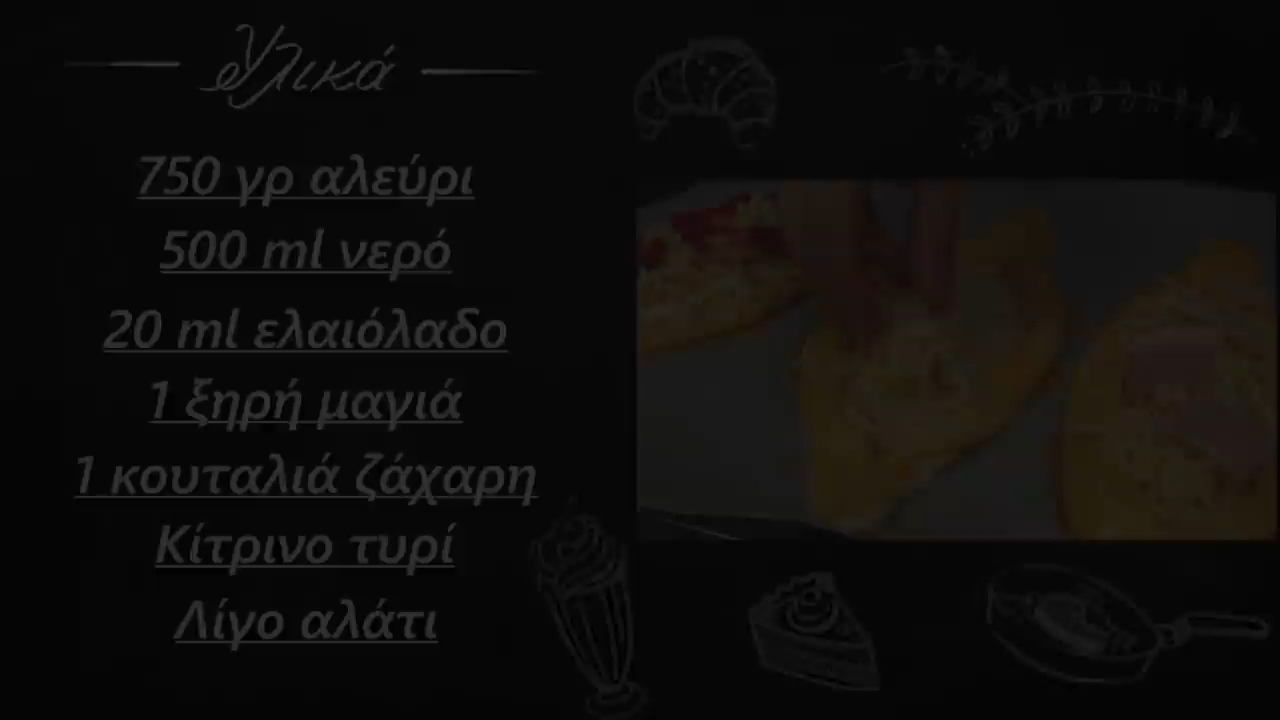 Υλικά
750 γρ αλεύρι
500 ml νερό
20 ml ελαιόλαδο
1 ξηρή μαγιά
1 κουταλιά ζάχαρη
Κίτρινο τυρί
Λίγο αλάτι